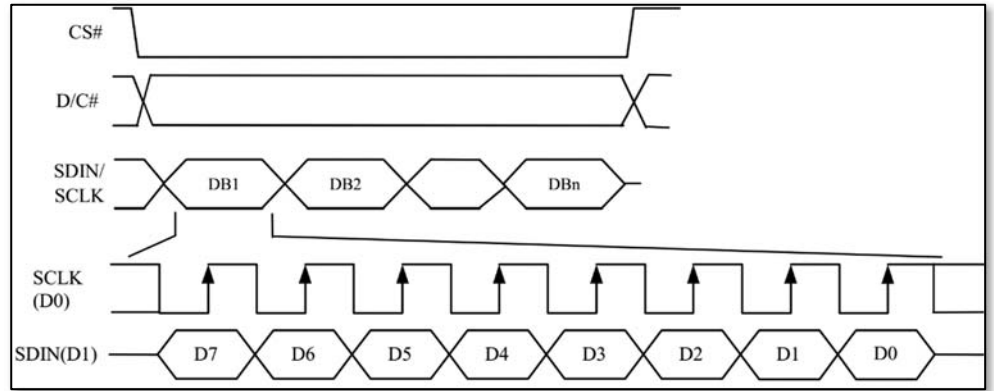 CS#
D/C#
SDIN/
SCLK
DB1 DB2 DBn
SCLK
(D0)
SDIN(D1) D7 D6 D5 D4 D3 D2 D1 D0